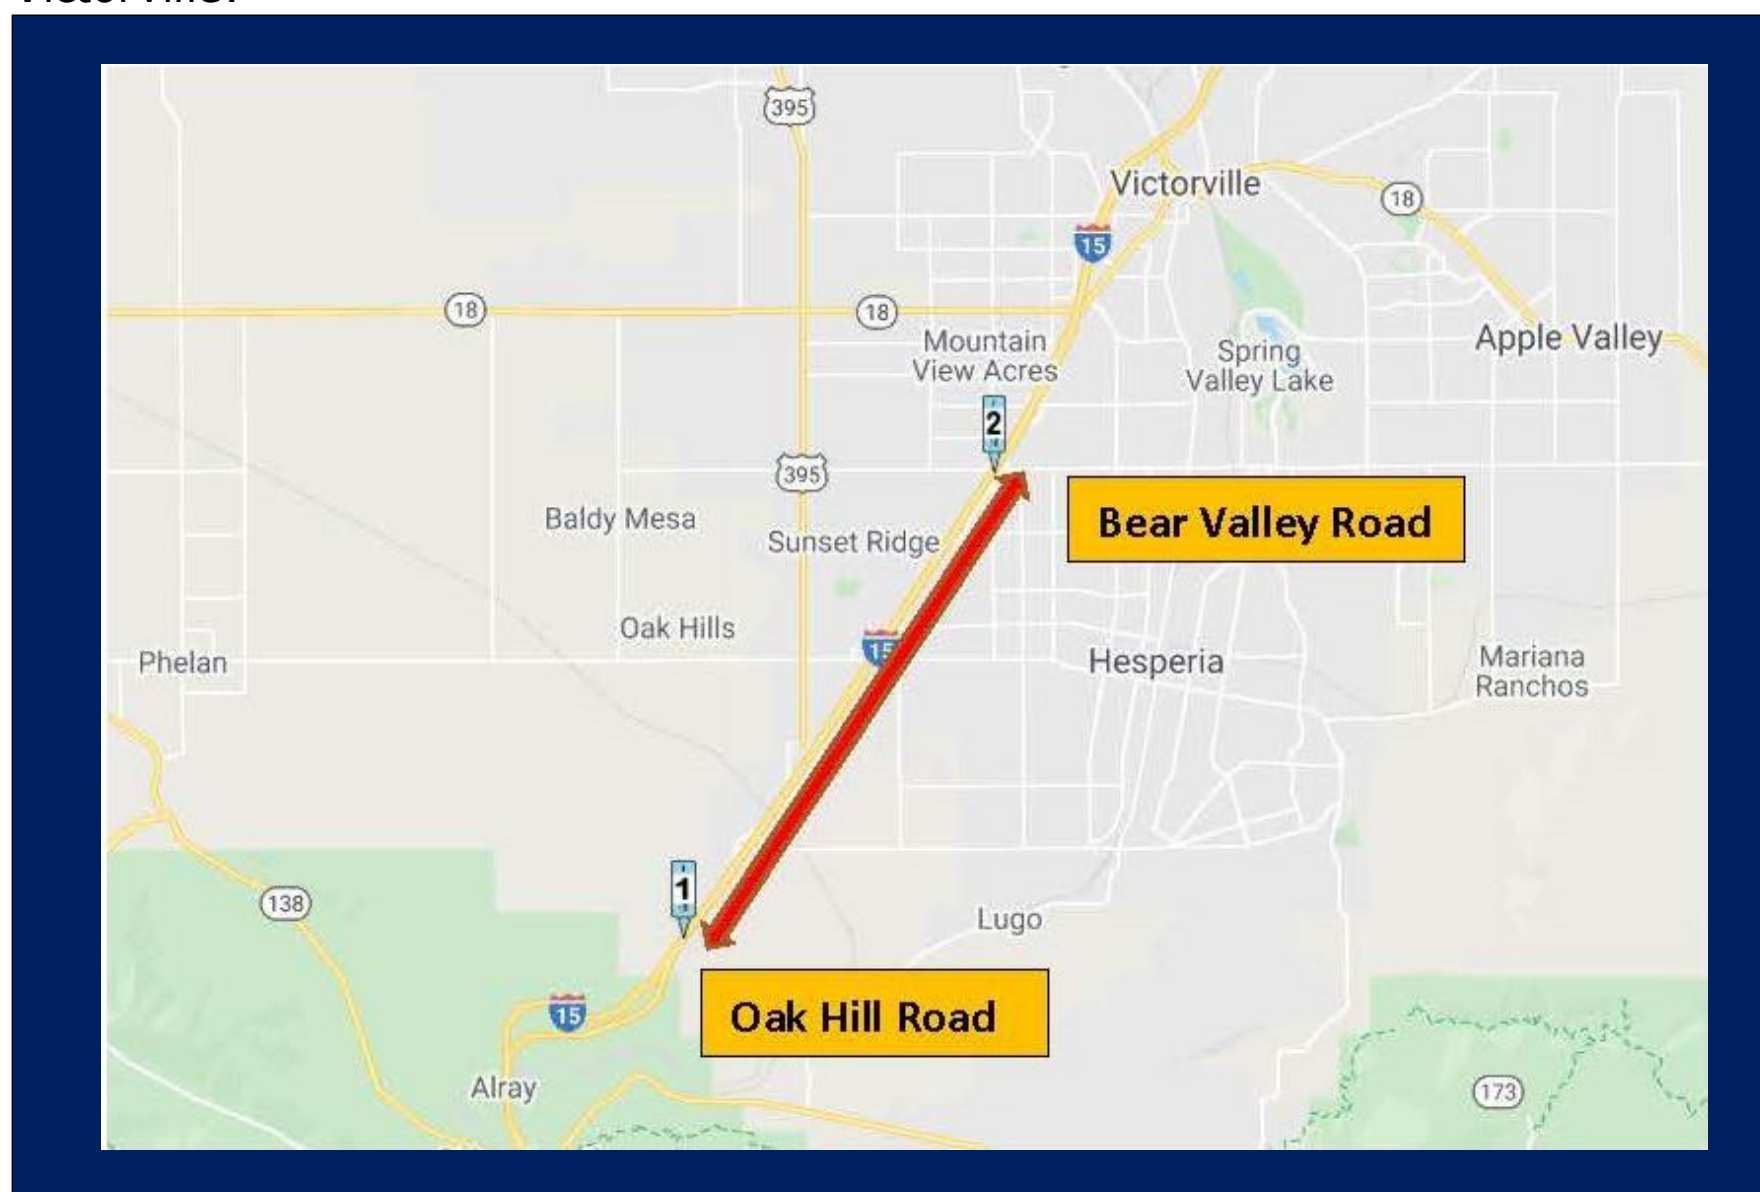 Victorville.
395
Victorville
18
15
18
18
Mountain
View Acres
Spring
Valley Lake
Apple Valley
2
395
Bear Valley Road
Baldy Mesa
Sunset Ridge
Oak Hills
15
Phelan
Hesperia
Mariana
Ranchos
1
138
Lugo
Oak Hill Road
15
Alray
173